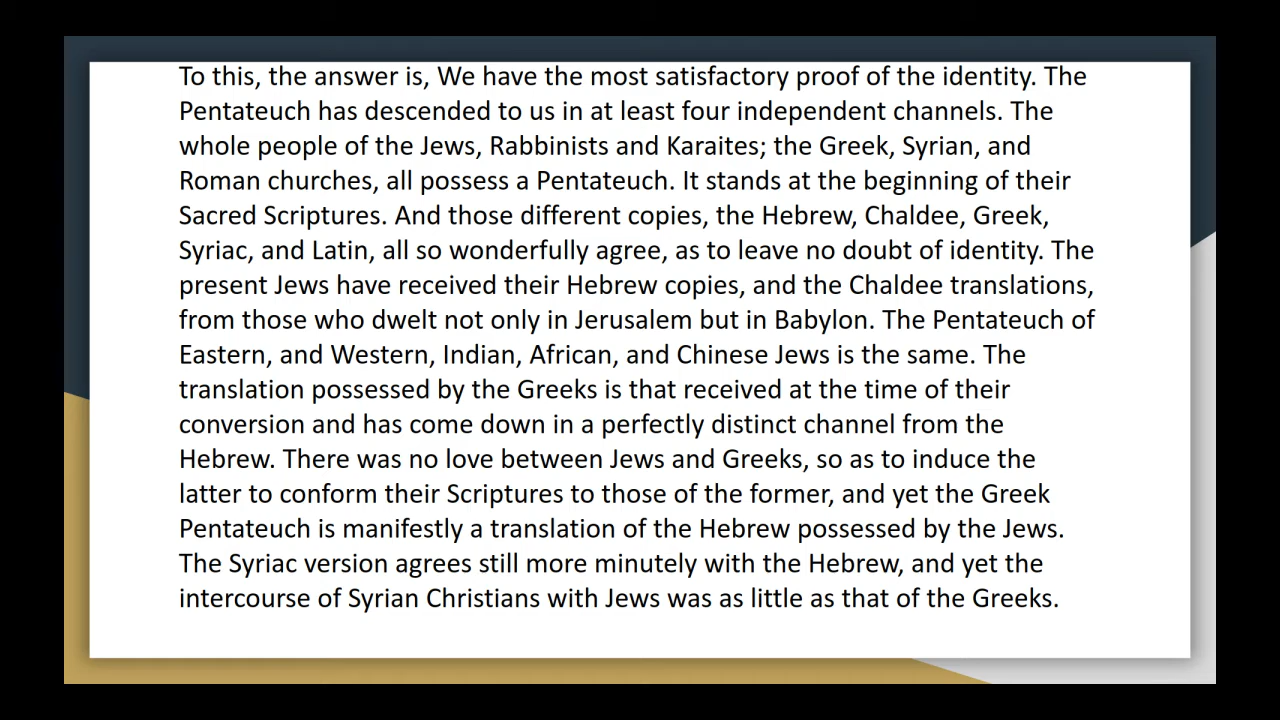 To this, the answer is, We have the most satisfactory proof of the identity. The
Pentateuch has descended to us in at least four independent channels. The
whole people of the Jews, Rabbinists and Karaites; the Greek, Syrian, and
Roman churches, all possess a Pentateuch. It stands at the beginning of their
Sacred Scriptures. And those different copies, the Hebrew, Chaldee, Greek,
Syriac, and Latin, all so wonderfully agree, as to leave no doubt of identity. The
present Jews have received their Hebrew copies, and the Chaldee translations,
from those who dwelt not only in Jerusalem but in Babylon. The Pentateuch of
Eastern, and Western, Indian, African, and Chinese Jews is the same. The
translation possessed by the Greeks is that received at the time of their
conversion and has come down in a perfectly distinct channel from the
Hebrew. There was no love between Jews and Greeks, so as to induce the
latter to conform their Scriptures to those of the former, and yet the Greek
Pentateuch is manifestly a translation of the Hebrew possessed by the Jews.
The Syriac version agrees still more minutely with the Hebrew, and yet the
intercourse of Syrian Christians with Jews was as little as that of the Greeks.